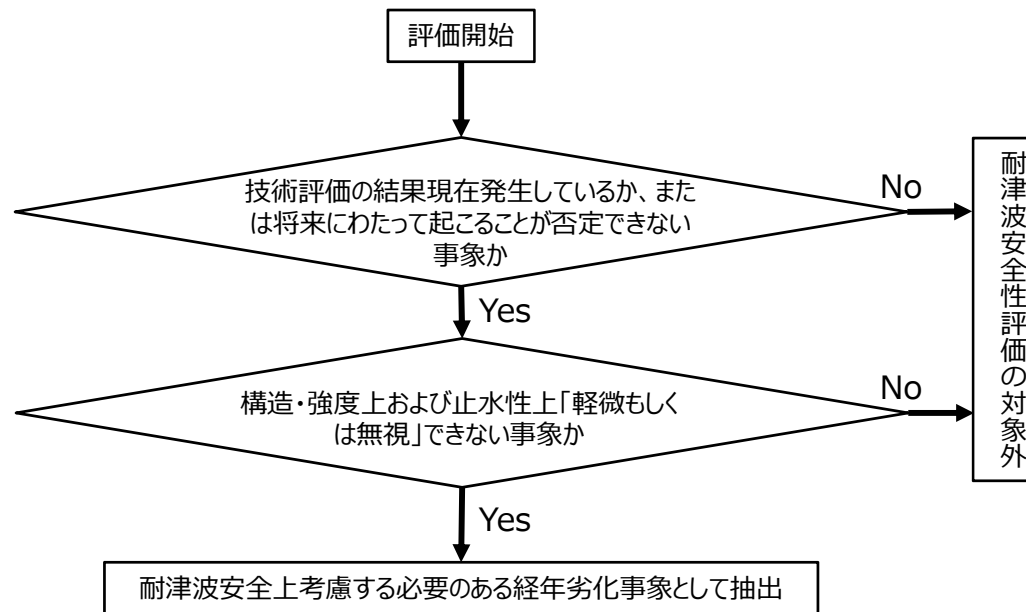 評価開始
技術評価の結果現在発生しているか、また
は将来にわたって起こることが否定できない
事象か
No
Yes
構造・強度上および止水性上「軽微もしく
は無視」できない事象か
No
Yes
耐津波安全性評価の対象外
耐津波安全上考慮する必要のある経年劣化事象として抽出